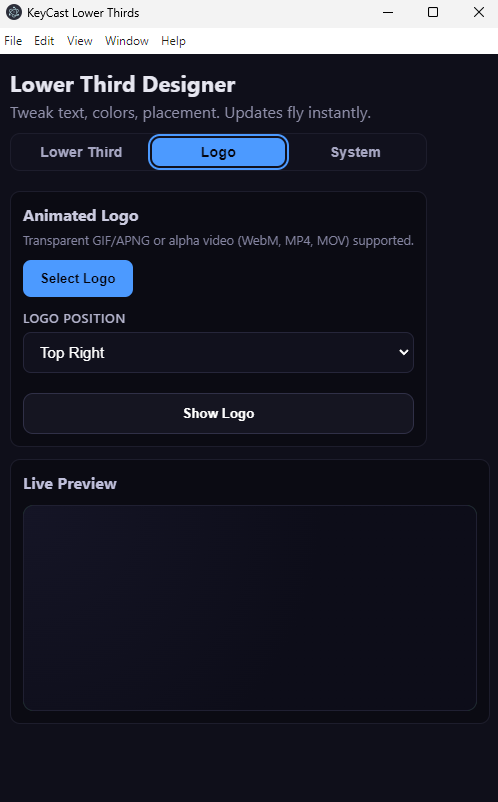 KeyCast Lower Thirds
File Edit View Window Help
Lower Third Designer
Tweak text, colors, placement. Updates fly instantly.
Lower Third Logo System
Animated Logo
Transparent GIF/APNG or alpha video (WebM, MP4, MOV) supported.
Select Logo
LOGO POSITION
Top Right
Show Logo
Live Preview